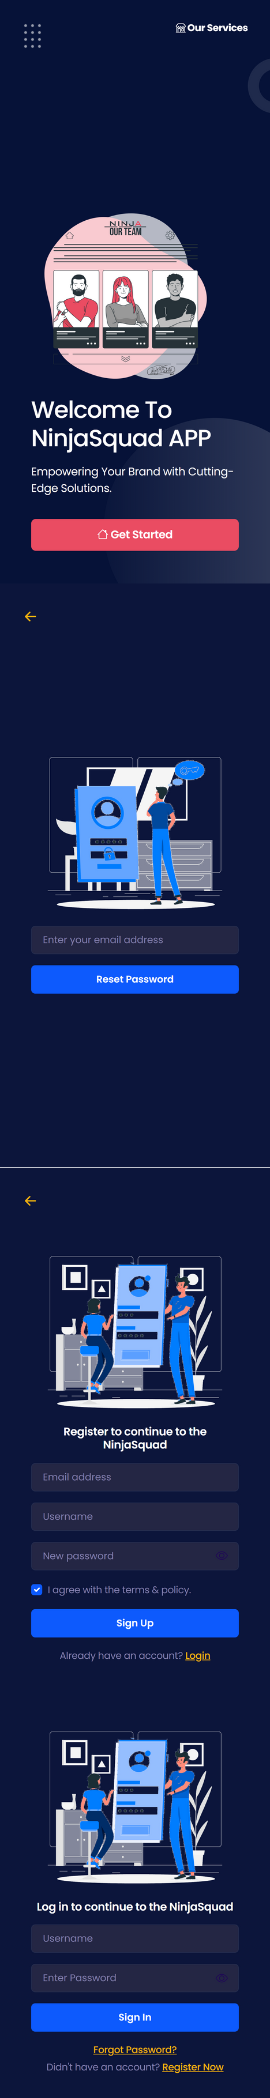 Our Services
NINJA
OUR TEAM
Welcome To
NinjaSquad APP
Empowering Your Brand with Cutting-
Edge Solutions.
Get Started
Enter your email address
Reset Password
Register to continue to the
NinjaSquad
Email address
Username
New password
I agree with the terms & policy.
Sign Up
Already have an account? Login
Log in to continue to the NinjaSquad
Username
Enter Password
Sign In
Forgot Password?
Didn't have an account? Register Now